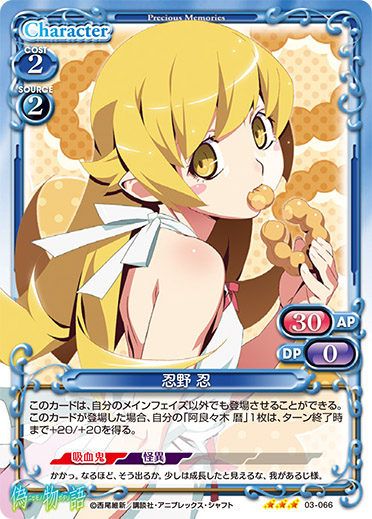 Precious Memories
Character
COST
2
SOURCE
2
30 AP
DP 0
忍野 忍
このカードは、自分のメインフェイズ以外でも登場させることができる。
このカードが登場した場合、自分の「阿良々木 暦」1枚は、ターン終了時
まで+20/+20を得る。
吸血鬼 怪異
かかっ。なるほど、そう出るか。少しは成長したと見えるな、我があるじ様。
偽物語
©西尾維新/講談社・アニプレックス・シャフト
03-066